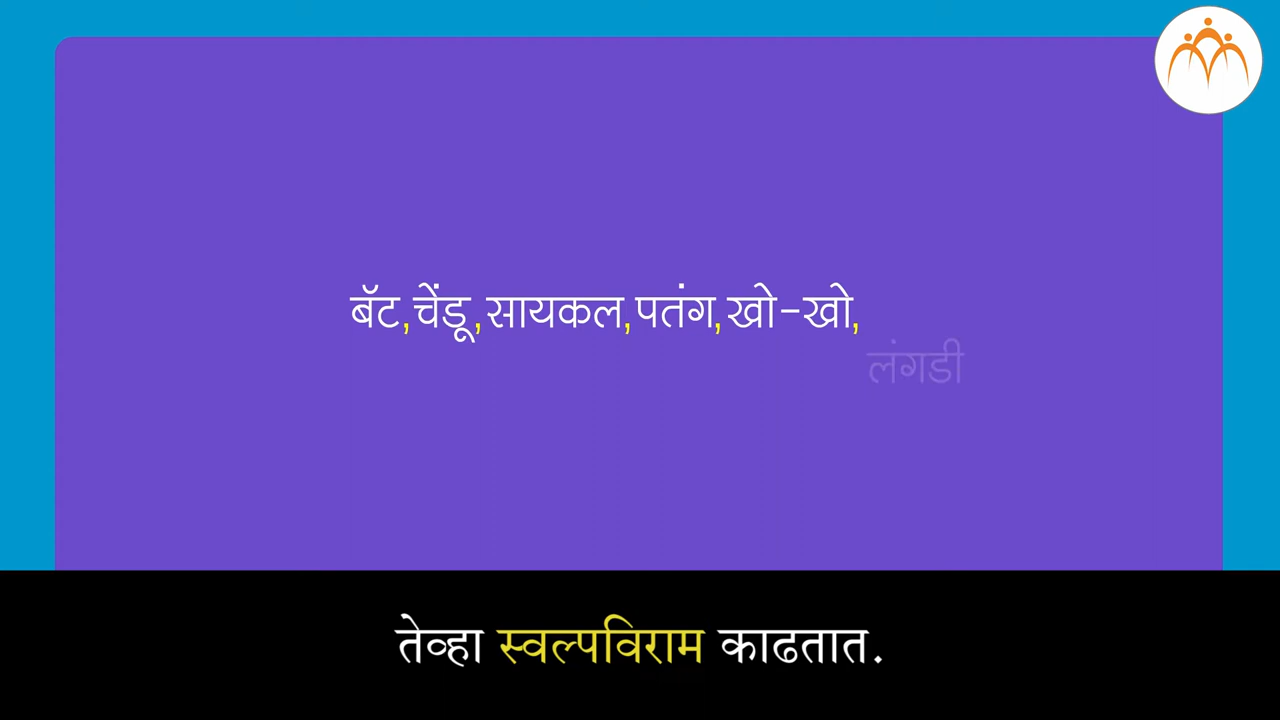 बॅट,चेंडू,सायकल,पतंग,खो-खो,
लंगडी
तेव्हा स्वल्पविराम काढतात.